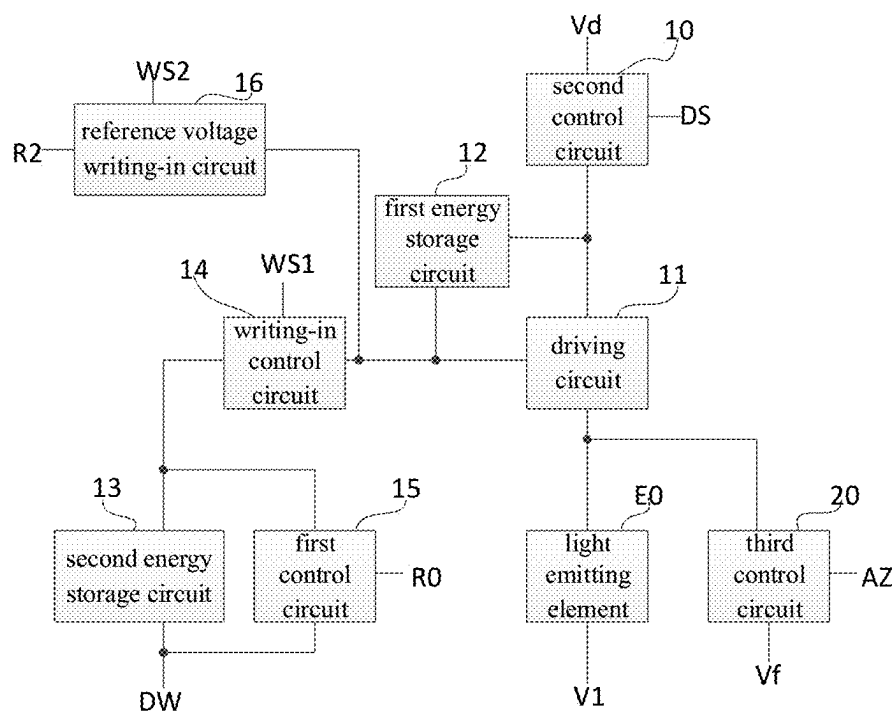 Vd
10
WS2
16
second
control
circuit
DS
R2
reference voltage
writing-in circuit
12
first energy
storage
circuit
WS1
14
11
writing-in
control
circuit
driving
circuit
13
15
E0
20
second energy
storage circuit
first
control
circuit
R0
light
emitting
element
third
control
circuit
AZ
DW
V1
Vf